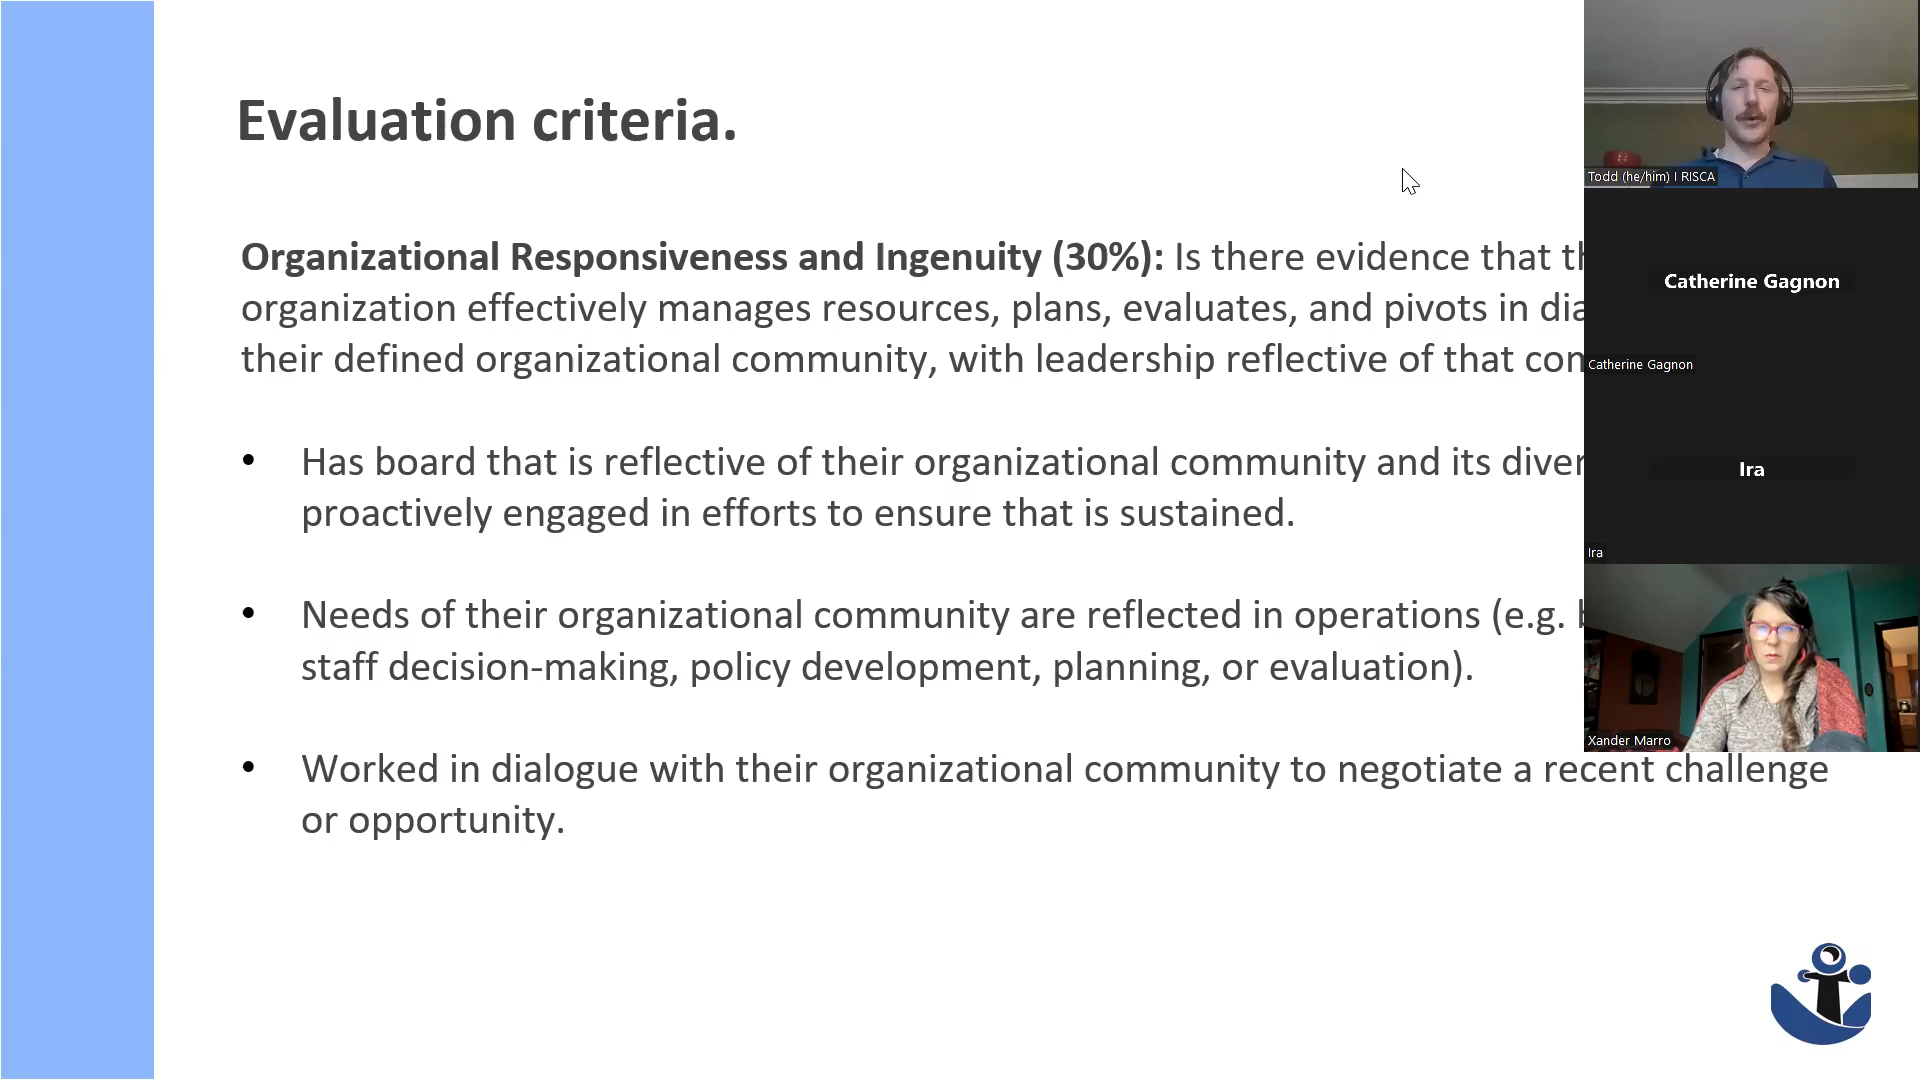 Evaluation criteria.
Organizational Responsiveness and Ingenuity (30%): Is there evidence that
organization effectively manages resources, plans, evaluates, and pivots in
their defined organizational community, with leadership reflective of that
• Has board that is reflective of their organizational community and its
proactively engaged in efforts to ensure that is sustained.
• Needs of their organizational community are reflected in operations (e.g.
staff decision-making, policy development, planning, or evaluation).
• Worked in dialogue with their organizational community to negotiate a recent challenge
or opportunity.
Todd (he/him) I RISCA
Catherine Gagnon
Catherine Gagnon
Ira
Ira
Xander Marro